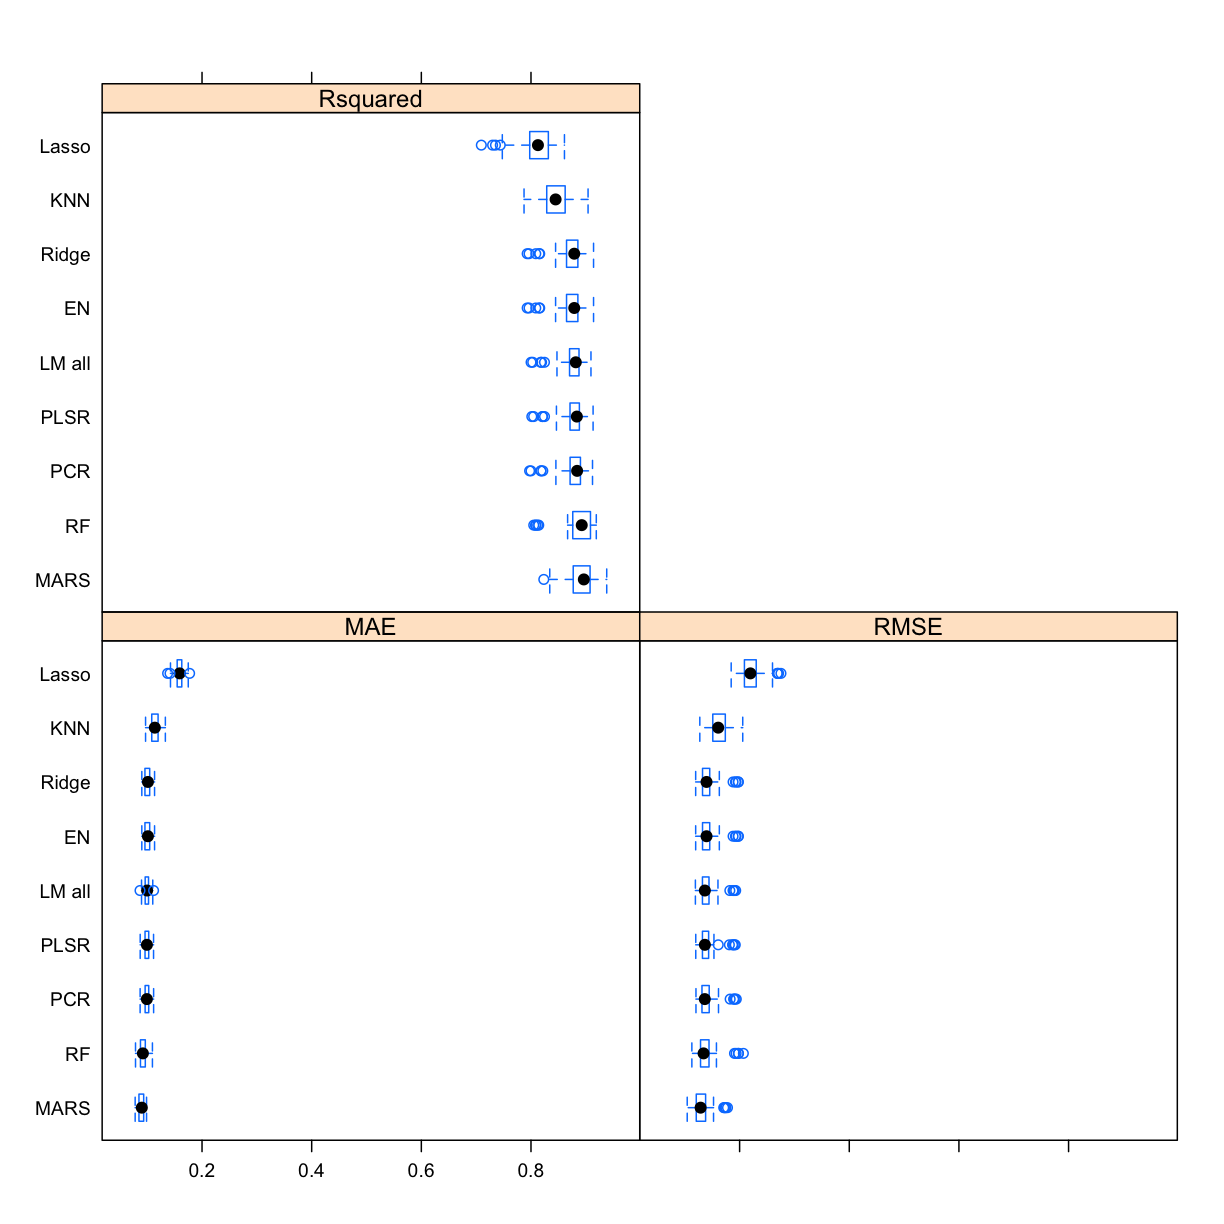 Rsquared
Lasso
KNN
Ridge
EN
LM all
PLSR
PCR
RF
MARS
MAE RMSE
Lasso
KNN
Ridge
EN
LM all
PLSR
PCR
RF
MARS
0.2 0.4 0.6 0.8